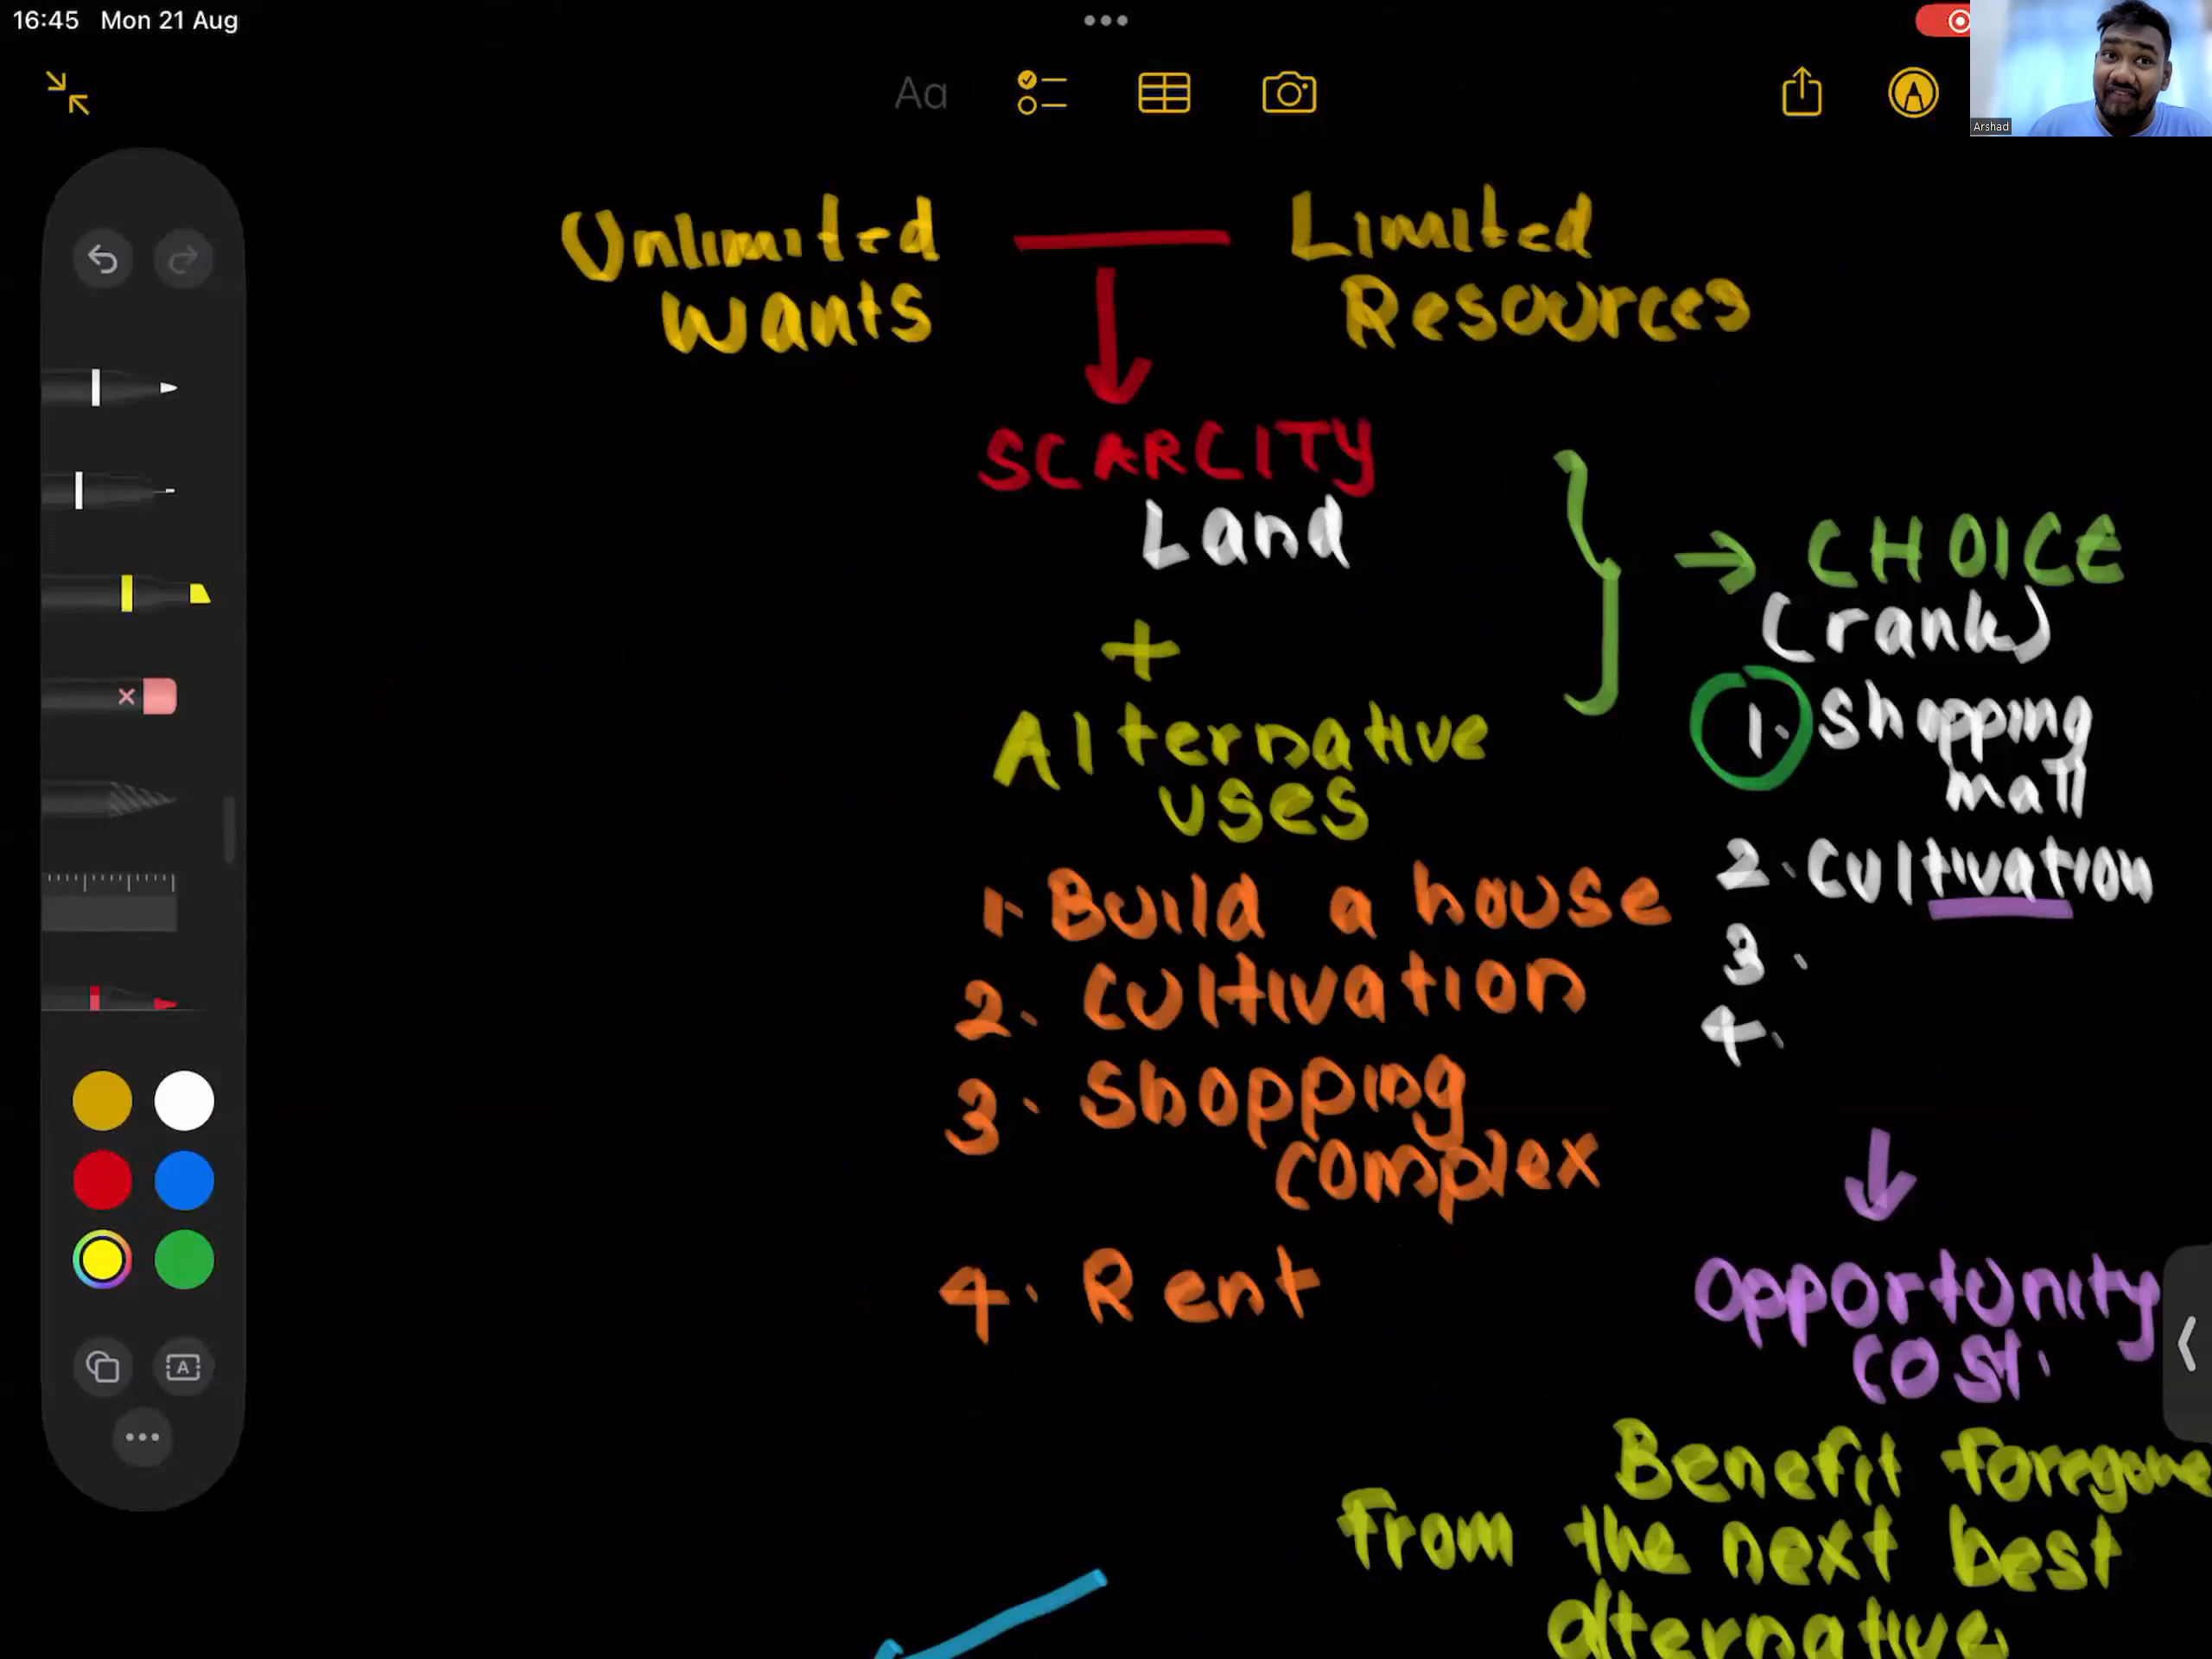 16:45 Mon 21 Aug
Aa
Arshad
Unlimited
wants
Limited
Resources
SCARCITY
Land
+
Alternative
uses
1. Build a house
2. Cultivation
3. Shopping
complex
4. Rent
→ CHOICE
(rank)
1. Shopping
mall
2. Cultivation
3.
4.
Opportunity
cost.
Benefit foregone
from the next best
alternative
A